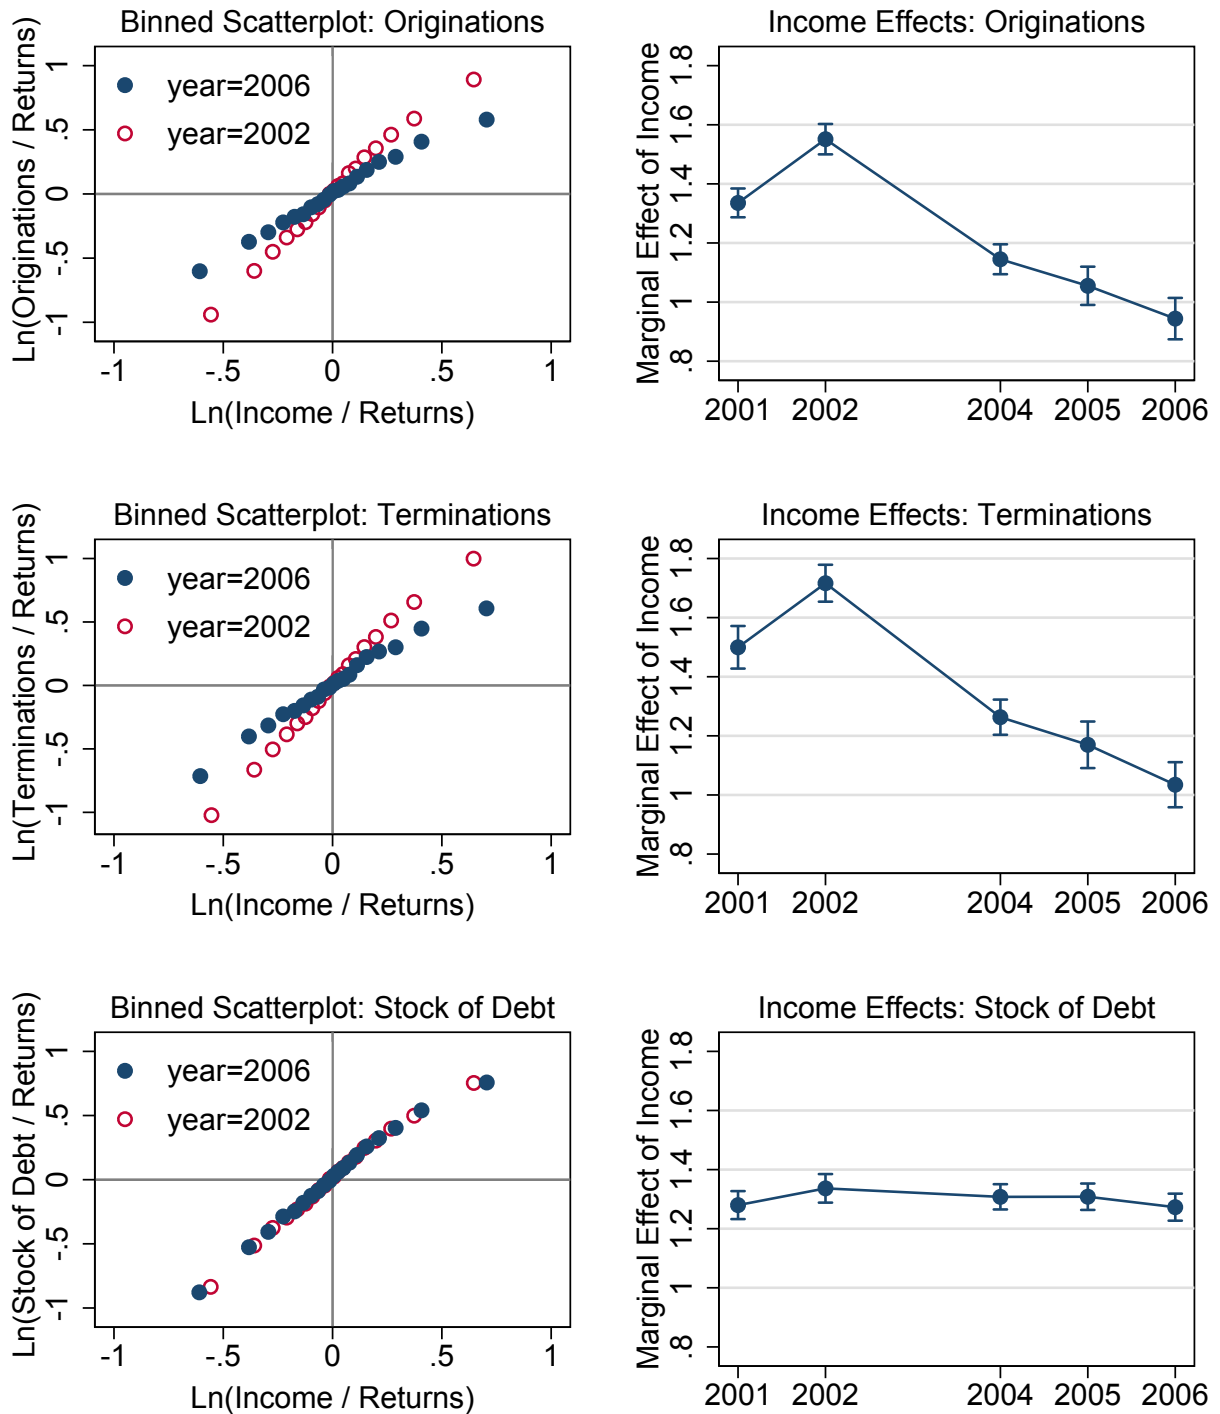 Binned Scatterplot: Originations
Ln(Originations / Returns)
1
.5
0
-.5
-1
year=2006
year=2002
-1 -.5 0 .5 1
Ln(Income / Returns)
Income Effects: Originations
Marginal Effect of Income
1.8
1.6
1.4
1.2
1
.8
2001 2002 2004 2005 2006
Binned Scatterplot: Terminations
Ln(Terminations / Returns)
1
.5
0
-.5
-1
year=2006
year=2002
-1 -.5 0 .5 1
Ln(Income / Returns)
Income Effects: Terminations
Marginal Effect of Income
1.8
1.6
1.4
1.2
1
.8
2001 2002 2004 2005 2006
Binned Scatterplot: Stock of Debt
Ln(Stock of Debt / Returns)
1
.5
0
-.5
-1
year=2006
year=2002
-1 -.5 0 .5 1
Ln(Income / Returns)
Income Effects: Stock of Debt
Marginal Effect of Income
1.8
1.6
1.4
1.2
1
.8
2001 2002 2004 2005 2006